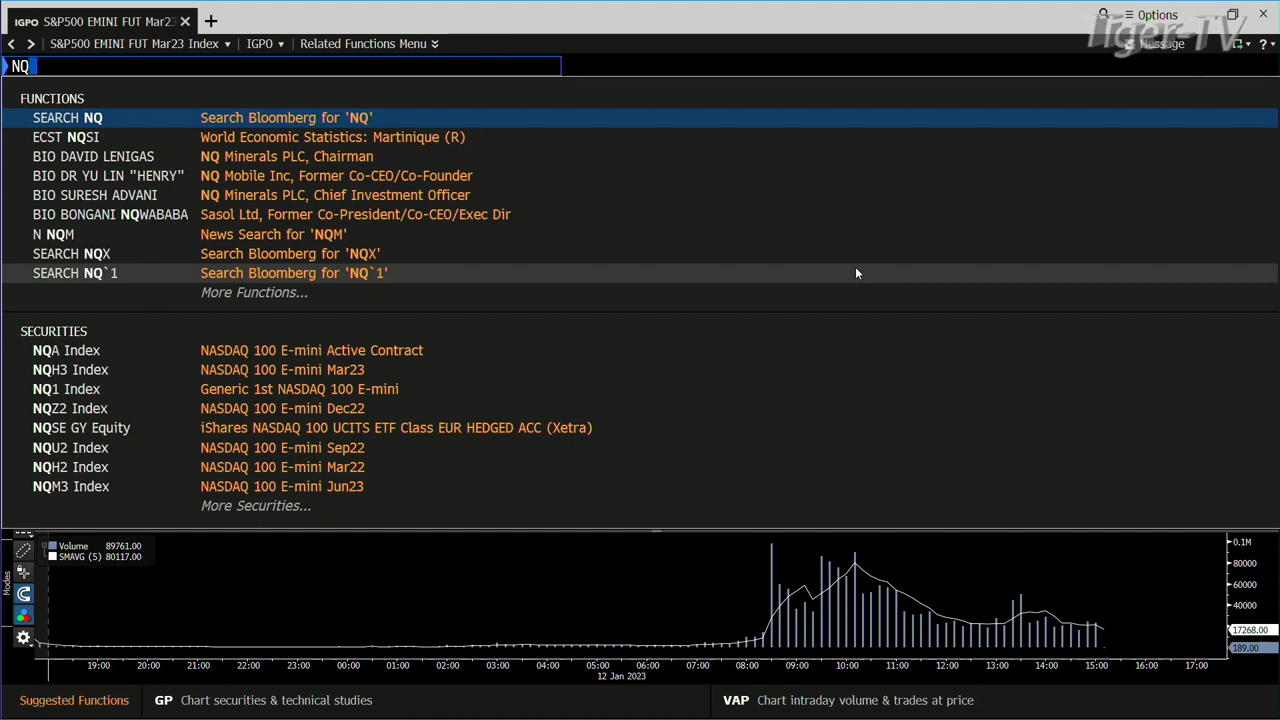 IGPO S&P500 EMINI FUT Mar23
Options
Tiger-TV
S&P500 EMINI FUT Mar23 Index IGPO Related Functions Menu
Message
?
NQ
FUNCTIONS
SEARCH NQ Search Bloomberg for 'NQ'
ECST NQSI World Economic Statistics: Martinique (R)
BIO DAVID LENIGAS NQ Minerals PLC, Chairman
BIO DR YU LIN "HENRY" NQ Mobile Inc, Former Co-CEO/Co-Founder
BIO SURESH ADVANI NQ Minerals PLC, Chief Investment Officer
BIO BONGANI NQWABABA Sasol Ltd, Former Co-President/Co-CEO/Exec Dir
N NQM News Search for 'NQM'
SEARCH NQX Search Bloomberg for 'NQX'
SEARCH NQ`1 Search Bloomberg for 'NQ`1'
More Functions...
SECURITIES
NQA Index NASDAQ 100 E-mini Active Contract
NQH3 Index NASDAQ 100 E-mini Mar23
NQ1 Index Generic 1st NASDAQ 100 E-mini
NQZ2 Index NASDAQ 100 E-mini Dec22
NQSE GY Equity iShares NASDAQ 100 UCITS ETF Class EUR HEDGED ACC (Xetra)
NQU2 Index NASDAQ 100 E-mini Sep22
NQH2 Index NASDAQ 100 E-mini Mar22
NQM3 Index NASDAQ 100 E-mini Jun23
More Securities...
Modes
Volume 89761.00
SMAVG (5) 80117.00
0.1M
80000
60000
40000
17268.00
189.00
19:00 20:00 21:00 22:00 23:00 00:00 01:00 02:00 03:00 04:00 05:00 06:00 07:00 08:00 09:00 10:00 11:00 12:00 13:00 14:00 15:00 16:00 17:00
12 Jan 2023
Suggested Functions GP Chart securities & technical studies VAP Chart intraday volume & trades at price